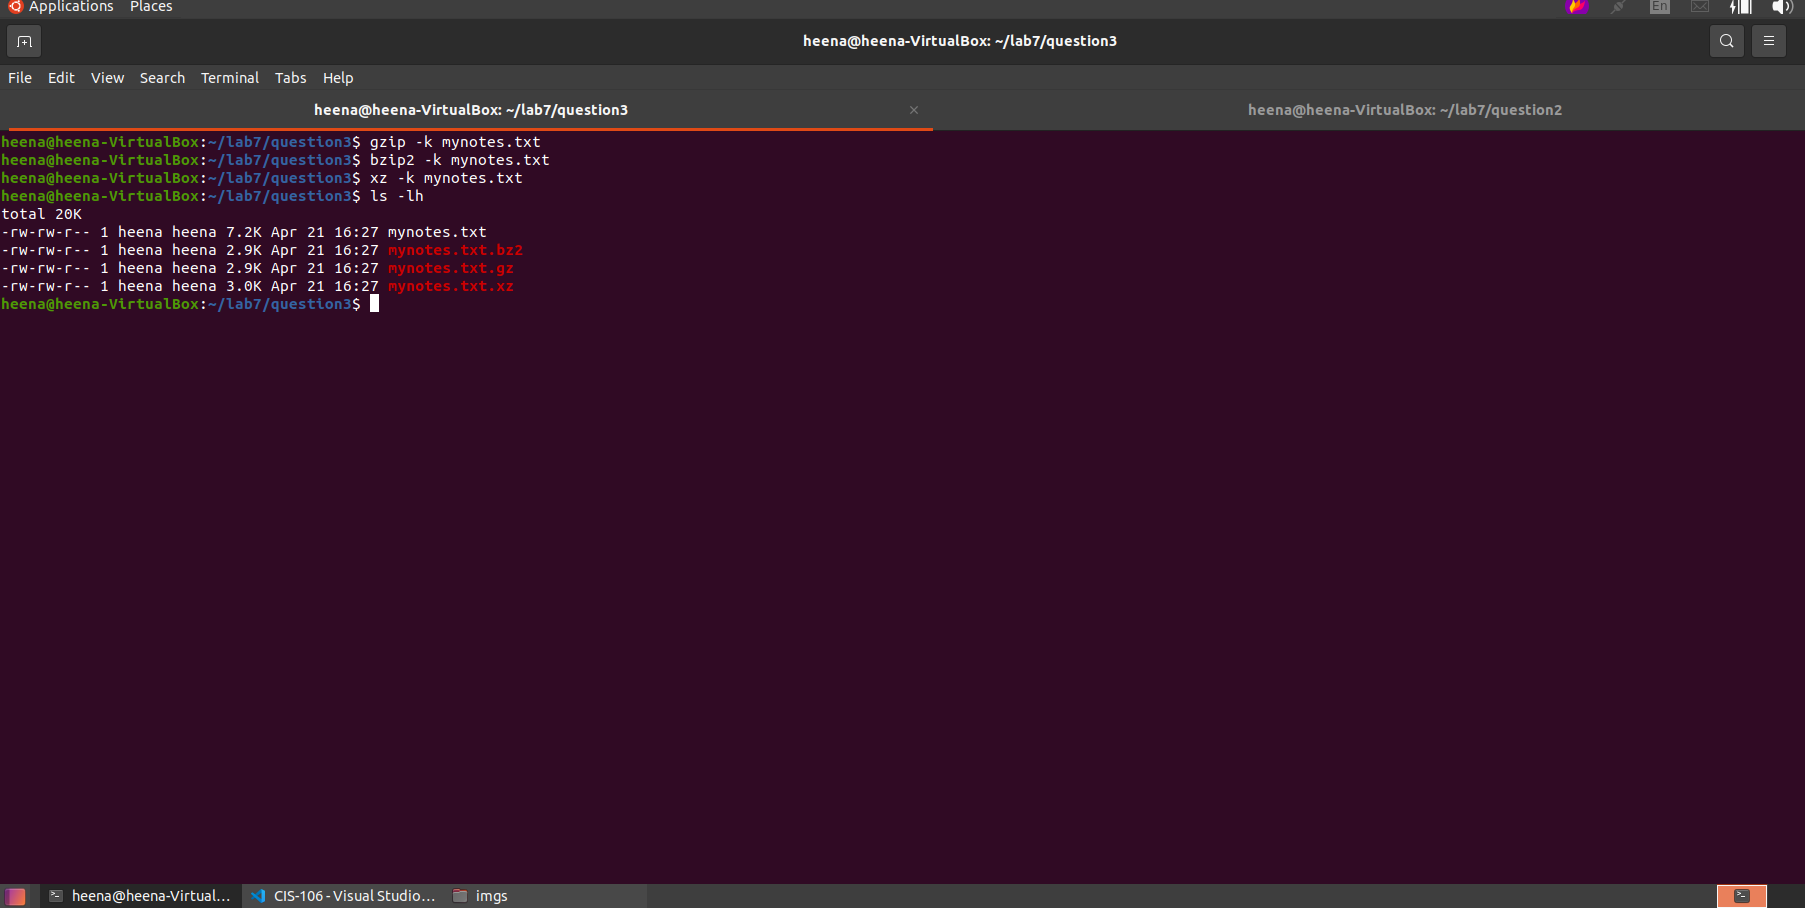 Applications Places En
heena@heena-VirtualBox: ~/lab7/question3
File Edit View Search Terminal Tabs Help
heena@heena-VirtualBox: ~/lab7/question3 × heena@heena-VirtualBox: ~/lab7/question2
heena@heena-VirtualBox:~/lab7/question3$ gzip -k mynotes.txt
heena@heena-VirtualBox:~/lab7/question3$ bzip2 -k mynotes.txt
heena@heena-VirtualBox:~/lab7/question3$ xz -k mynotes.txt
heena@heena-VirtualBox:~/lab7/question3$ ls -lh
total 20K
-rw-rw-r-- 1 heena heena 7.2K Apr 21 16:27 mynotes.txt
-rw-rw-r-- 1 heena heena 2.9K Apr 21 16:27 mynotes.txt.bz2
-rw-rw-r-- 1 heena heena 2.9K Apr 21 16:27 mynotes.txt.gz
-rw-rw-r-- 1 heena heena 3.0K Apr 21 16:27 mynotes.txt.xz
heena@heena-VirtualBox:~/lab7/question3$
heena@heena-Virtual... CIS-106 - Visual Studio... imgs